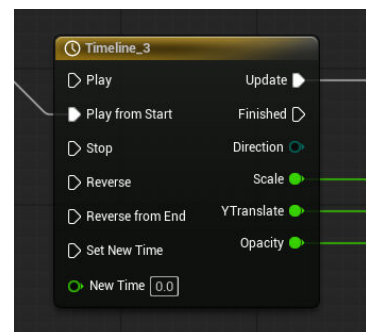 Timeline_3
Play Update
Play from Start Finished
Stop Direction
Reverse Scale
Reverse from End YTranslate
Set New Time Opacity
New Time 0.0